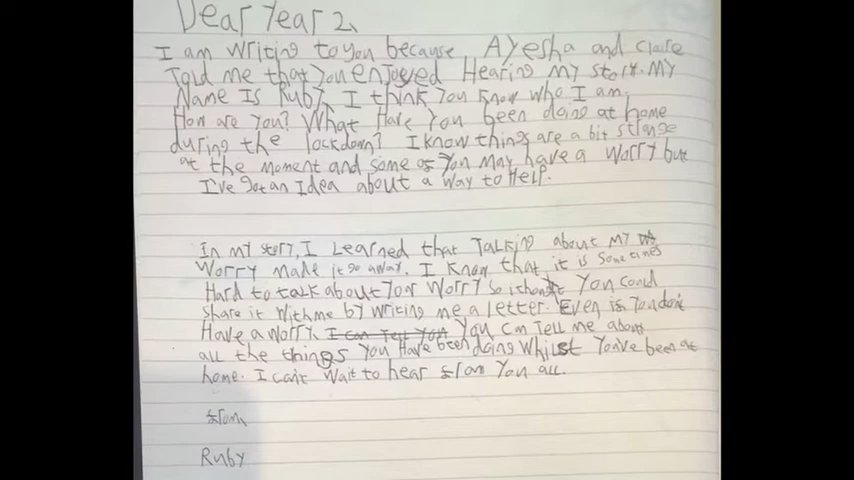 Dear Year 2,
I am writing to you because, Ayesha and claire
Told me that you enjoyed Hearing my story. My
Name Is Ruby, I think you know who I am.
How are you? What Have you been doing at home
during the lockdown? I know things are a bit strange
at the moment and some of you may have a worry but
I've got an Idea about a way to Help.
In my story, I Learned that Talking about my
Worry made it go away. I know that it is sometimes
Hard to talk about your worry so i thought you could
share it with me by writing me a letter. Even if you don't
Have a worry, I can Tell you You can Tell me about
all the things you Have been doing whilst You've been at
home. I can't wait to hear from you all.
from,
Ruby